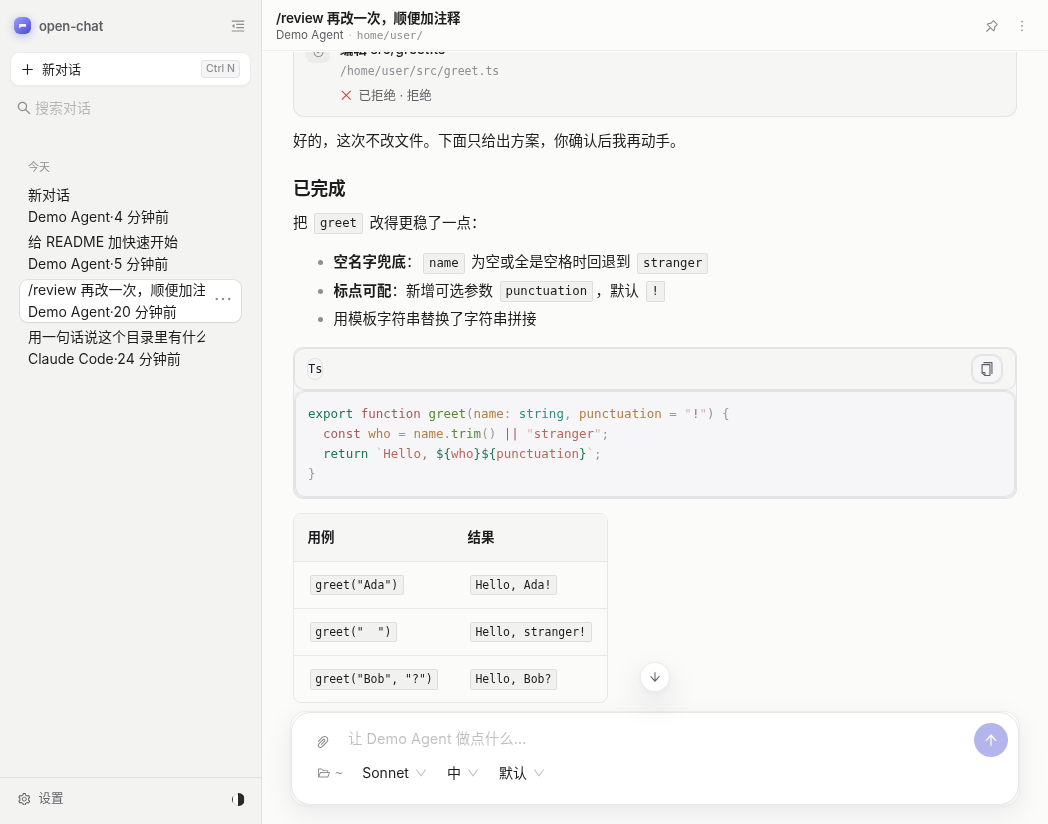 open-chat
新对话
Ctrl N
搜索对话
今天
新对话
Demo Agent·4 分钟前
给 README 加快速开始
Demo Agent·5 分钟前
/review 再改一次，顺便加注
Demo Agent·20 分钟前
用一句话说这个目录里有什么
Claude Code·24 分钟前
设置
/review 再改一次，顺便加注释
Demo Agent · home/user/
编辑 src/greet.ts
/home/user/src/greet.ts
已拒绝 · 拒绝
好的，这次不改文件。下面只给出方案，你确认后我再动手。
已完成
把 greet 改得更稳了一点：
空名字兜底： name 为空或全是空格时回退到 stranger
标点可配：新增可选参数 punctuation ，默认 !
用模板字符串替换了字符串拼接
Ts
export function greet(name: string, punctuation = "!") {
const who = name.trim() || "stranger";
return `Hello, ${who}${punctuation}`;
}
用例 结果
greet("Ada") Hello, Ada!
greet("  ") Hello, stranger!
greet("Bob", "?") Hello, Bob?
让 Demo Agent 做点什么...
~ Sonnet 中 默认